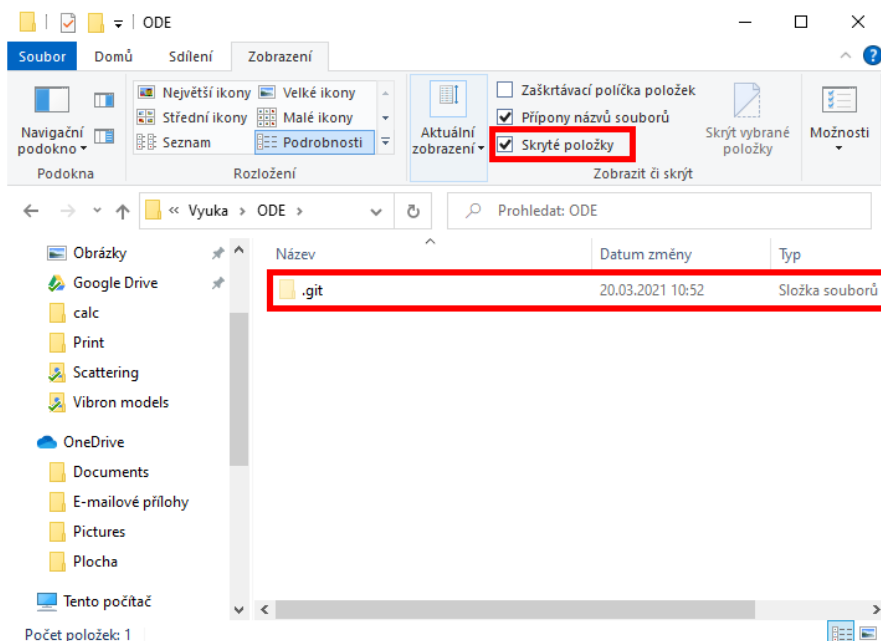 ODE
Soubor Domů Sdílení Zobrazení
Navigační podokno
Podokna
Největší ikony Velké ikony
Střední ikony Malé ikony
Seznam Podrobnosti
Rozložení
Aktuální zobrazení
Zaškrtávací políčka položek
Přípony názvů souborů
Skryté položky
Skrýt vybrané položky
Zobrazit či skrýt
Možnosti
« Vyuka > ODE >
Prohledat: ODE
Obrázky
Google Drive
calc
Print
Scattering
Vibron models
OneDrive
Documents
E-mailové přílohy
Pictures
Plocha
Tento počítač
Název Datum změny Typ
.git 20.03.2021 10:52 Složka souborů
Počet položek: 1